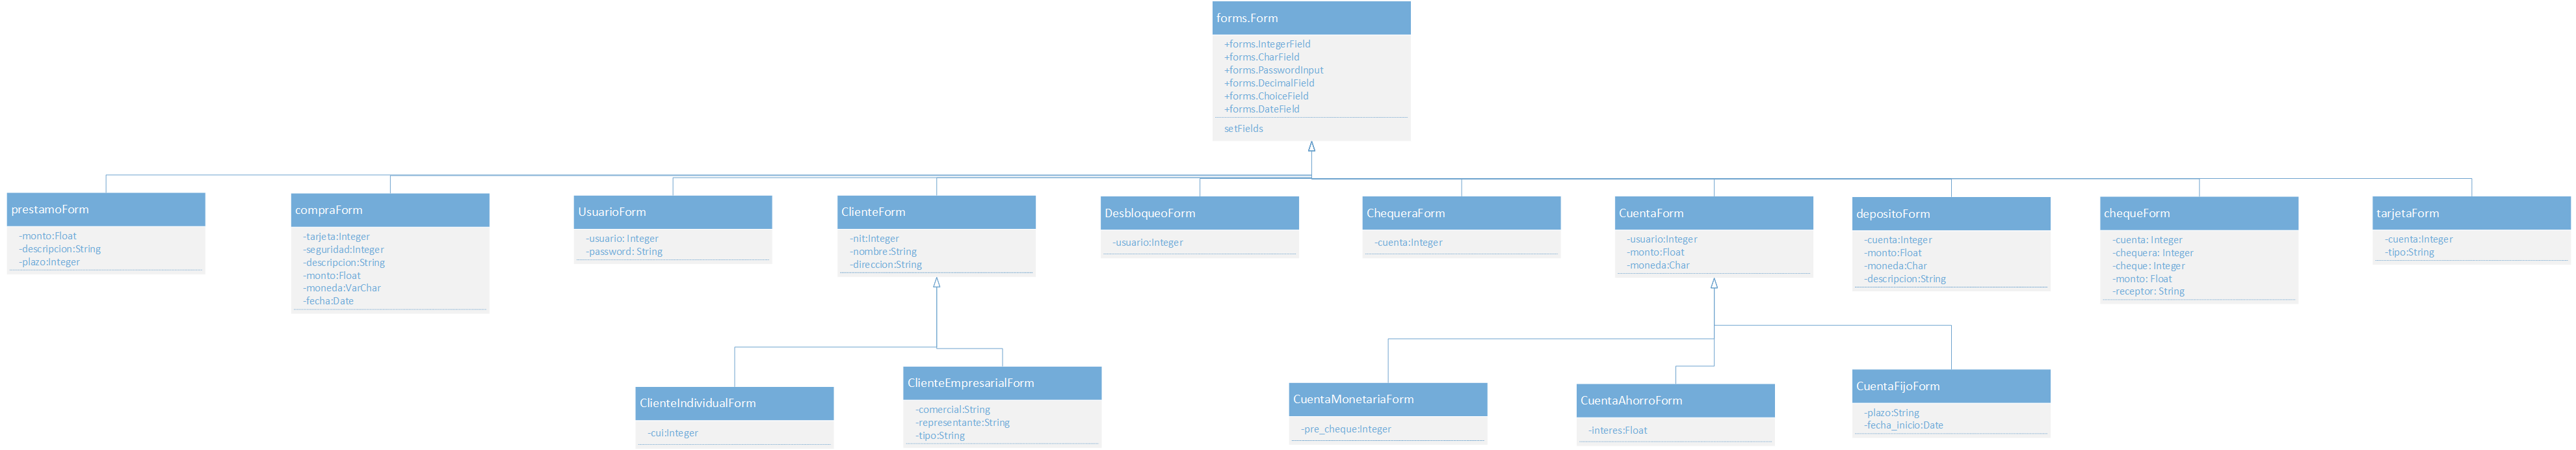 forms.Form
+forms.IntegerField
+forms.CharField
+forms.PasswordInput
+forms.DecimalField
+forms.ChoiceField
+forms.DateField
setFields
prestamoForm
-monto:Float
-descripcion:String
-plazo:Integer
compraForm
-tarjeta:Integer
-seguridad:Integer
-descripcion:String
-monto:Float
-moneda:VarChar
-fecha:Date
UsuarioForm
-usuario: Integer
-password: String
ClienteForm
-nit:Integer
-nombre:String
-direccion:String
DesbloqueoForm
-usuario:Integer
ChequeraForm
-cuenta:Integer
CuentaForm
-usuario:Integer
-monto:Float
-moneda:Char
depositoForm
-cuenta:Integer
-monto:Float
-moneda:Char
-descripcion:String
chequeForm
-cuenta: Integer
-chequera: Integer
-cheque: Integer
-monto: Float
-receptor: String
tarjetaForm
-cuenta:Integer
-tipo:String
ClienteIndividualForm
-cui:Integer
ClienteEmpresarialForm
-comercial:String
-representante:String
-tipo:String
CuentaMonetariaForm
-pre_cheque:Integer
CuentaAhorroForm
-interes:Float
CuentaFijoForm
-plazo:String
-fecha_inicio:Date